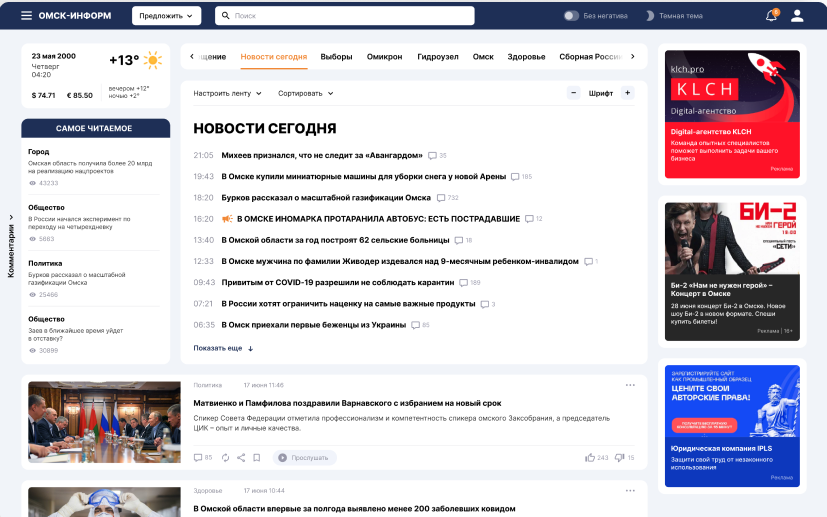 ОМСК-ИНФОРМ
Предложить
Поиск
Без негатива
Темная тема
6
23 мая 2000
Четверг
04:20
+13°
$ 74.71 € 85.50
вечером +12°
ночью +2°
САМОЕ ЧИТАЕМОЕ
Город
Омская область получила более 20 млрд
на реализацию нацпроектов
43233
Общество
В России начался эксперимент по
переходу на четырехдневку
5683
Политика
Бурков рассказал о масштабной
газификации Омска
25466
Общество
Заев в ближайшее время уйдет
в отставку?
30899
Комментарии
щение Новости сегодня Выборы Омикрон Гидроузел Омск Здоровье Сборная России
Настроить ленту Сортировать
– Шрифт +
НОВОСТИ СЕГОДНЯ
21:05 Михеев признался, что не следит за «Авангардом» 35
19:43 В Омске купили миниатюрные машины для уборки снега у новой Арены 185
18:20 Бурков рассказал о масштабной газификации Омска 732
16:20 В ОМСКЕ ИНОМАРКА ПРОТАРАНИЛА АВТОБУС: ЕСТЬ ПОСТРАДАВШИЕ 12
13:40 В Омской области за год построят 62 сельские больницы 18
12:33 В Омске мужчина по фамилии Живодер издевался над 9-месячным ребенком-инвалидом 1
09:43 Привитым от COVID-19 разрешили не соблюдать карантин 189
07:21 В России хотят ограничить наценку на самые важные продукты 3
06:35 В Омск приехали первые беженцы из Украины 85
Показать еще
Политика 17 июня 11:46
Матвиенко и Памфилова поздравили Варнавского с избранием на новый срок
Спикер Совета Федерации отметила профессионализм и компетентность спикера омского Заксобрания, а председатель
ЦИК – опыт и личные качества.
85
Прослушать
243 15
Здоровье 17 июня 10:44
В Омской области впервые за полгода выявлено менее 200 заболевших ковидом
klch.pro
KLCH
Digital-агентство
Digital-агентство KLCH
Команда опытных специалистов
поможет выполнить задачи вашего
бизнеса
Реклама
БИ-2
ГЕРОЙ
19:00
«СЕТИ»
Би-2 «Нам не нужен герой» –
Концерт в Омске
28 июня концерт Би-2 в Омске. Новое
шоу Би-2 в новом формате. Спеши
купить билеты!
Реклама | 16+
ЗАРЕГИСТРИРУЙТЕ САЙТ
КАК ПРОМЫШЛЕННЫЙ ОБРАЗЕЦ
ЦЕНИТЕ СВОИ
АВТОРСКИЕ ПРАВА!
Юридическая компания IPLS
Защити свой труд от незаконного
использования
Реклама